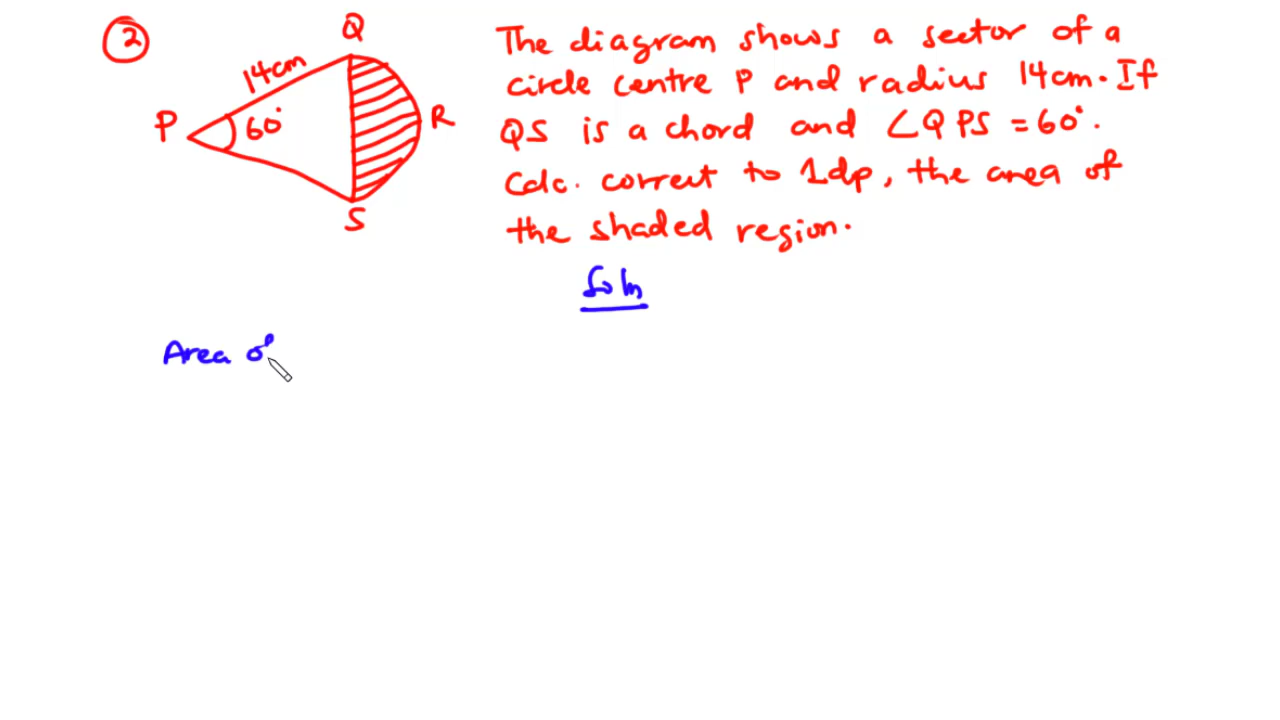 2
Q
14cm
P
60°
R
S
The diagram shows a sector of a
circle centre P and radius 14cm. If
QS is a chord and ∠QPS = 60°.
Calc. correct to 1dp, the area of
the shaded region.
Soln
Area of